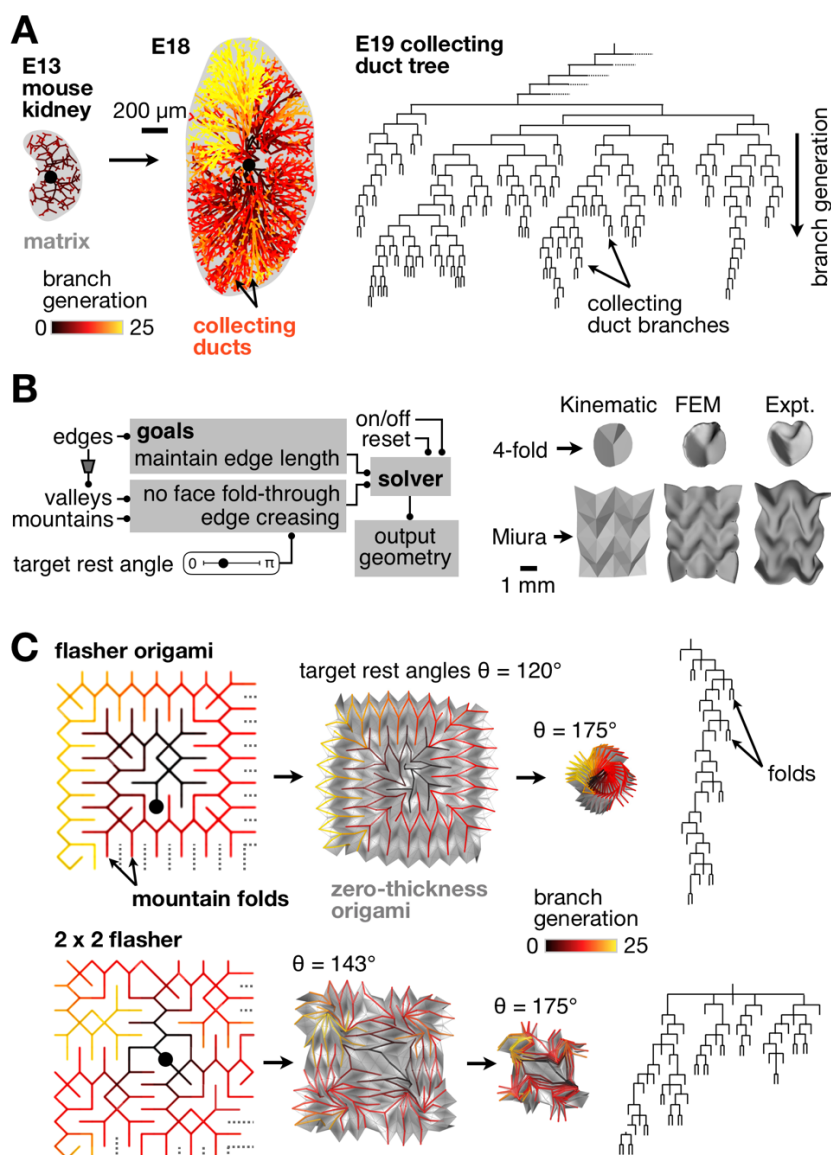 A
E13
mouse
kidney
E18
200 µm
matrix
branch
generation
0
25
collecting
ducts
E19 collecting
duct tree
branch generation
collecting
duct branches
B
edges
valleys
mountains
goals
maintain edge length
no face fold-through
edge creasing
target rest angle
0
π
on/off
reset
solver
output
geometry
Kinematic
FEM
Expt.
4-fold
Miura
1 mm
C
flasher origami
mountain folds
target rest angles θ = 120°
zero-thickness
origami
θ = 175°
folds
branch
generation
0
25
2 x 2 flasher
θ = 143°
θ = 175°